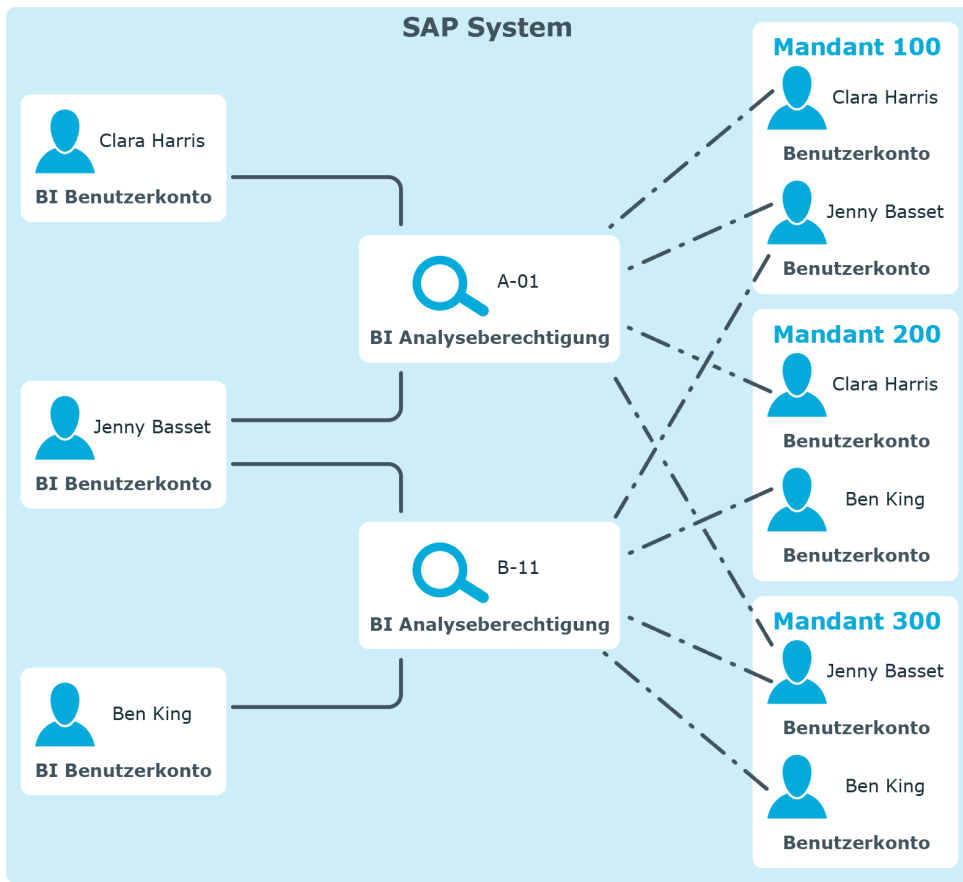 SAP System
Clara Harris
BI Benutzerkonto
Jenny Basset
BI Benutzerkonto
Ben King
BI Benutzerkonto
A-01
BI Analyseberechtigung
B-11
BI Analyseberechtigung
Mandant 100
Clara Harris
Benutzerkonto
Jenny Basset
Benutzerkonto
Mandant 200
Clara Harris
Benutzerkonto
Ben King
Benutzerkonto
Mandant 300
Jenny Basset
Benutzerkonto
Ben King
Benutzerkonto